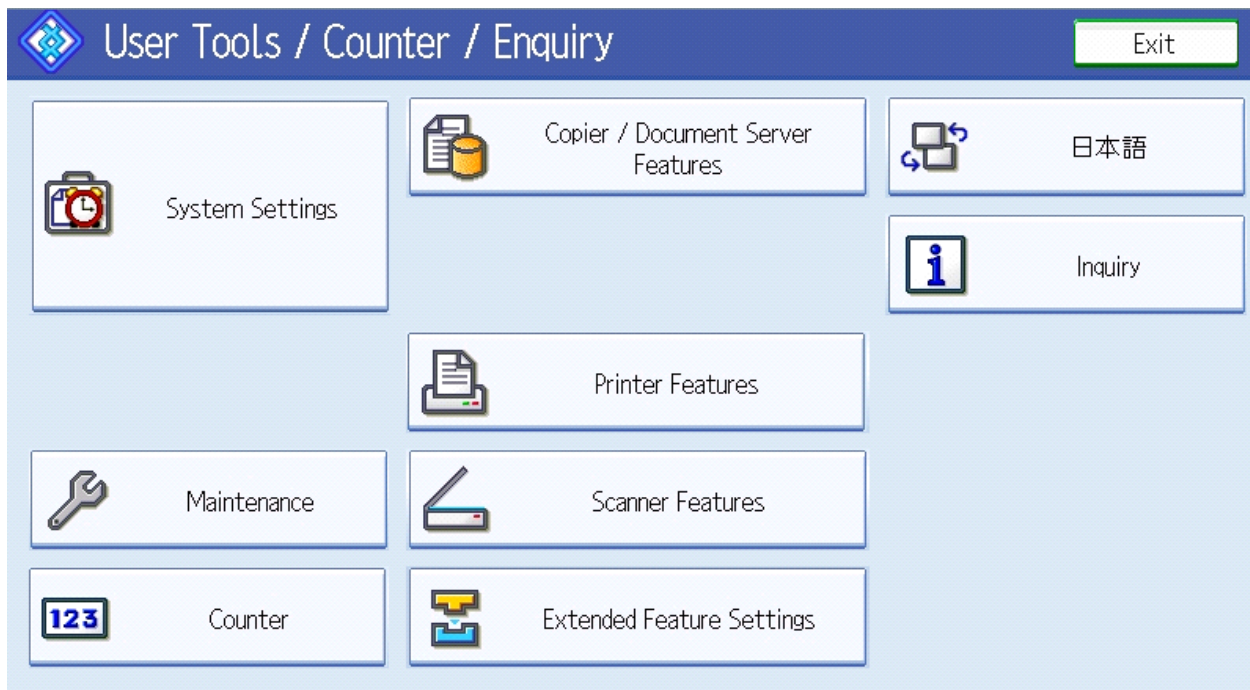 User Tools / Counter / Enquiry
Exit
System Settings
Copier / Document Server
Features
日本語
Inquiry
Printer Features
Maintenance
Scanner Features
123
Counter
Extended Feature Settings